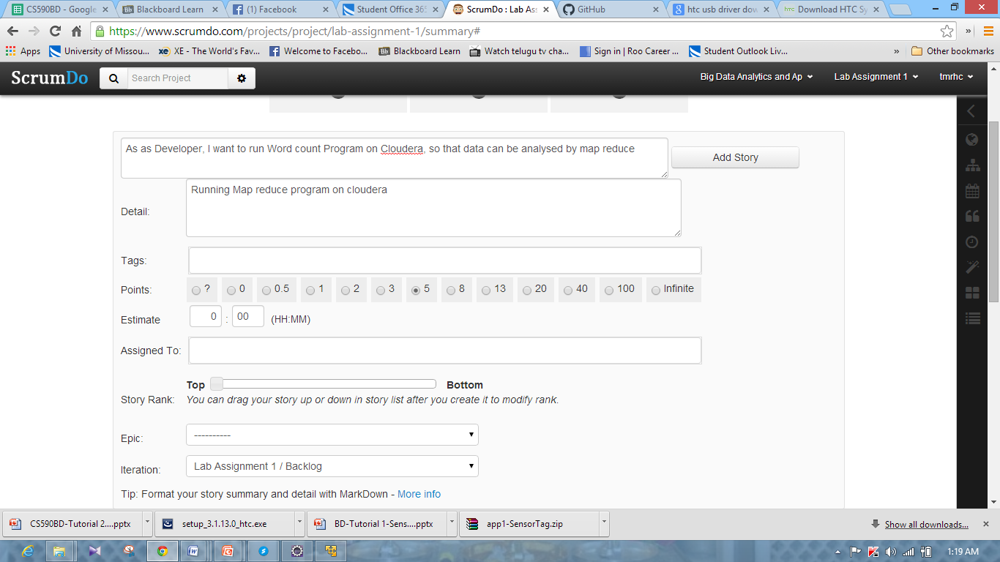 CS590BD - Google
Blackboard Learn
(1) Facebook
Student Office 365
ScrumDo : Lab Ass
GitHub
htc usb driver dow
Download HTC Sy
https://www.scrumdo.com/projects/project/lab-assignment-1/summary#
»
Apps
University of Missou...
XE - The World's Fav...
Welcome to Facebo...
Bb Blackboard Learn
Watch telugu tv cha...
Sign in | Roo Career ...
Student Outlook Liv...
»
Other bookmarks
ScrumDo
Search Project
Big Data Analytics and Ap
Lab Assignment 1
tmrhc
As as Developer, I want to run Word count Program on Cloudera, so that data can be analysed by map reduce
Add Story
Detail:
Running Map reduce program on cloudera
Tags:
Points: ? 0 0.5 1 2 3 5 8 13 20 40 100 Infinite
Estimate 0 : 00 (HH:MM)
Assigned To:
Top Bottom
Story Rank: You can drag your story up or down in story list after you create it to modify rank.
Epic: ----------
Iteration: Lab Assignment 1 / Backlog
Tip: Format your story summary and detail with MarkDown - More info
CS590BD-Tutorial 2....pptx
setup_3.1.13.0_htc.exe
BD-Tutorial 1-Sens....pptx
app1-SensorTag.zip
Show all downloads...
1:19 AM